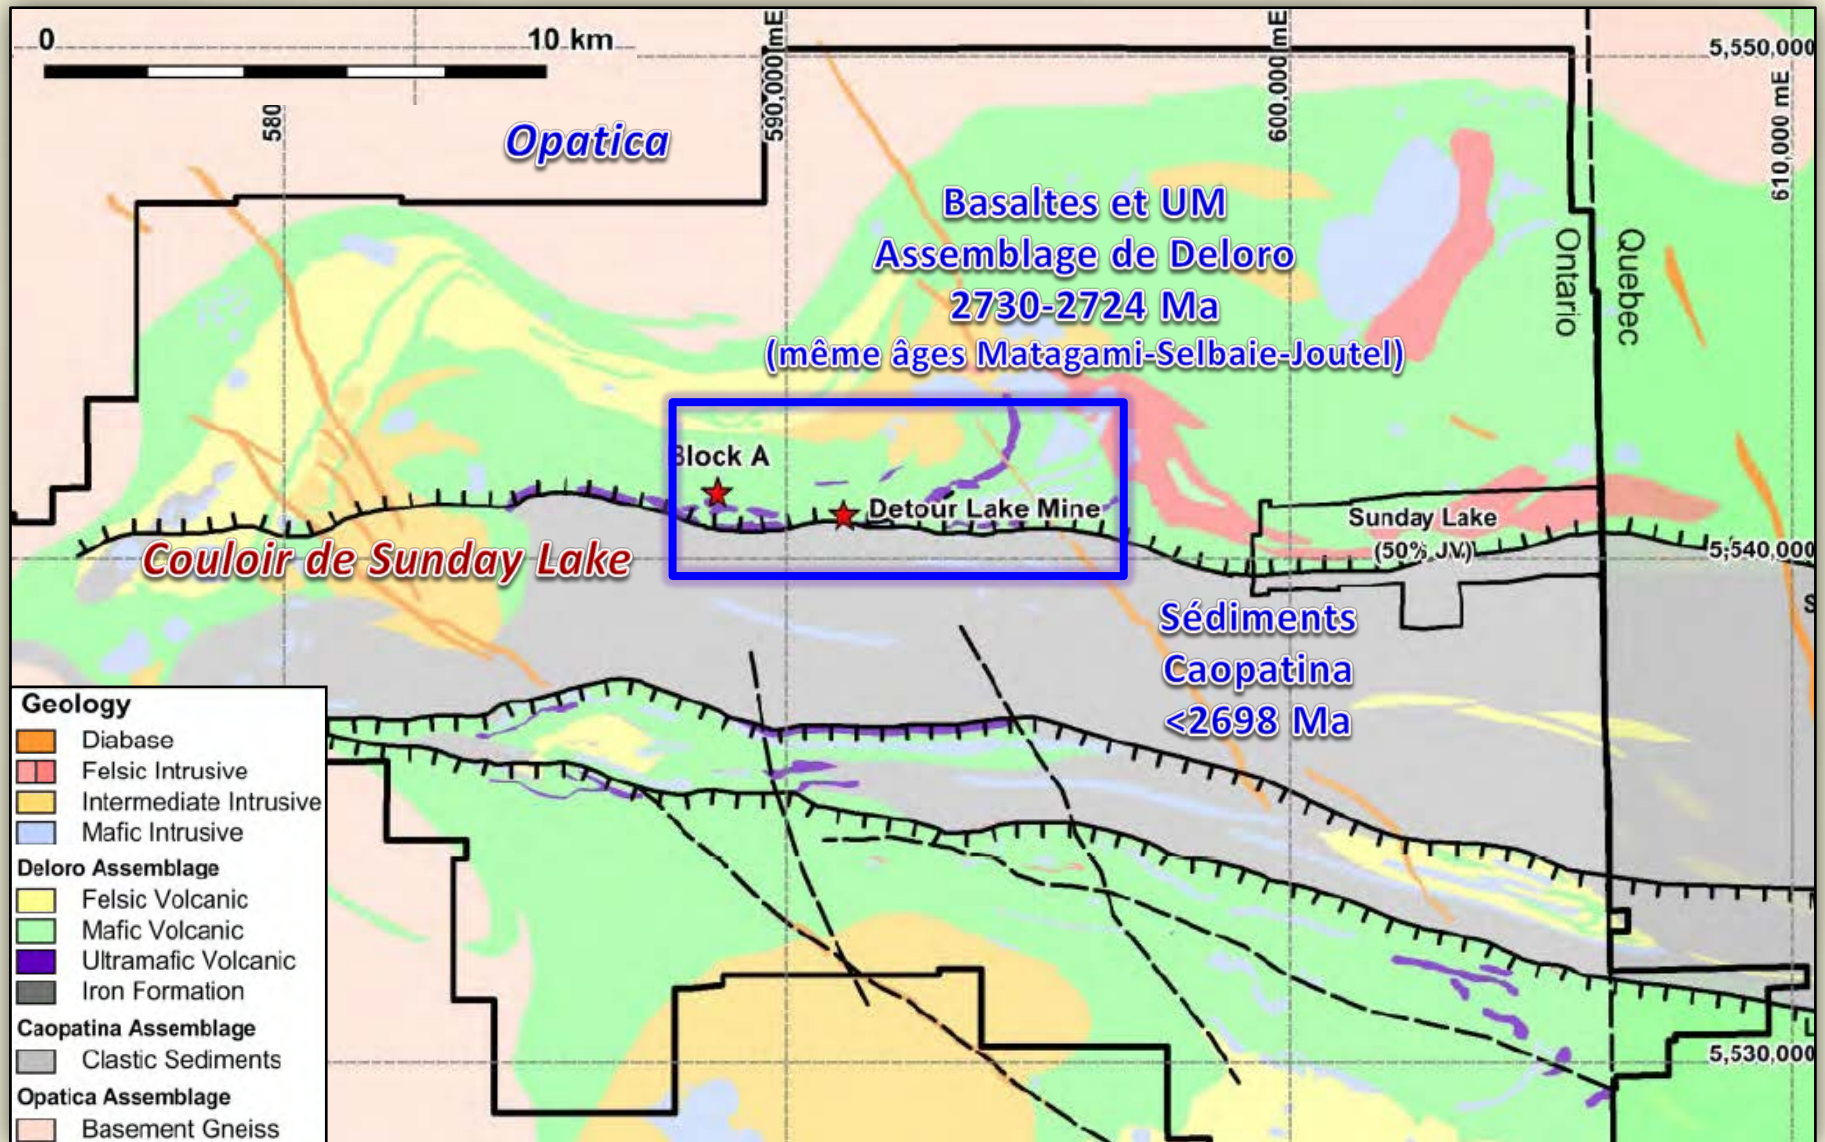 0
10 km
580
590,000 mE
600,000 mE
610,000 mE
5,550,000
Opatica
Basaltes et UM
Assemblage de Deloro
2730-2724 Ma
(même âges Matagami-Selbaie-Joutel)
Ontario
Quebec
Block A
Detour Lake Mine
Sunday Lake
(50% JV)
5,540,000
Couloir de Sunday Lake
Sédiments
Caopatina
<2698 Ma
Geology
Diabase
Felsic Intrusive
Intermediate Intrusive
Mafic Intrusive
Deloro Assemblage
Felsic Volcanic
Mafic Volcanic
Ultramafic Volcanic
Iron Formation
Caopatina Assemblage
Clastic Sediments
Opatica Assemblage
Basement Gneiss
5,530,000